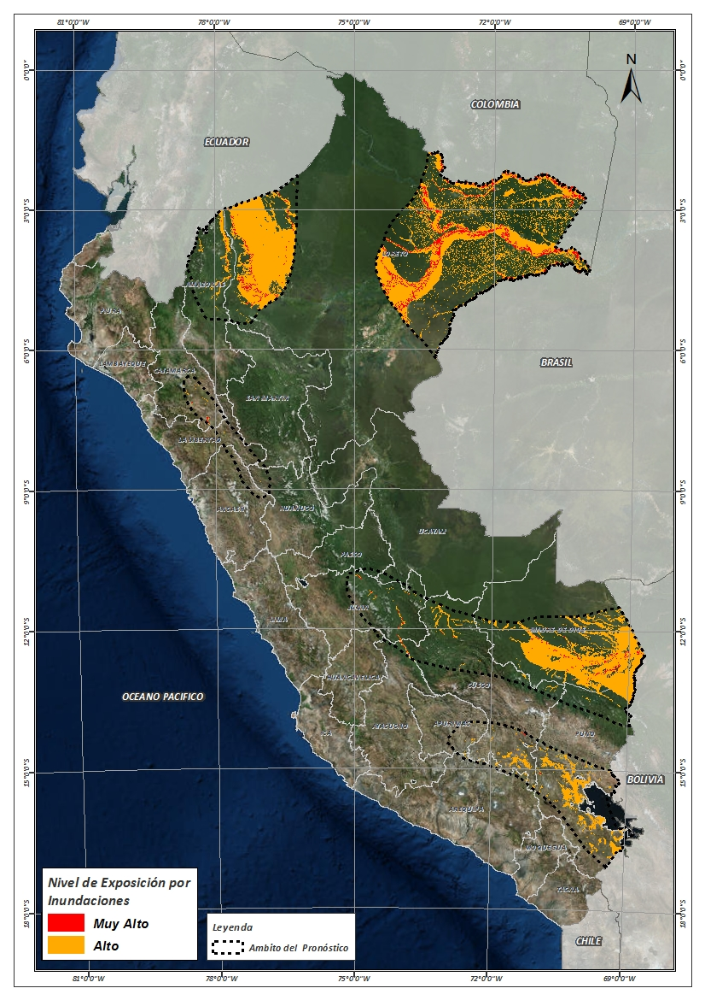 81°0'0"W 78°0'0"W 75°0'0"W 72°0'0"W 69°0'0"W
0°0'0"
0°0'0"
N
COLOMBIA
ECUADOR
3°0'0"S
3°0'0"S
LORETO
AMAZONAS
PIURA
6°0'0"S
6°0'0"S
LAMBAYEQUE
CAJAMARCA
BRASIL
SAN MARTIN
LA LIBERTAD
9°0'0"S
9°0'0"S
ANCASH
HUANUCO
UCAYALI
PASCO
JUNIN
LIMA
MADRE DE DIOS
12°0'0"S
12°0'0"S
HUANCAVELICA
CUSCO
OCEANO PACIFICO
ICA
AYACUCHO
APURIMAC
PUNO
15°0'0"S
15°0'0"S
BOLIVIA
AREQUIPA
MOQUEGUA
TACNA
18°0'0"S
18°0'0"S
CHILE
Nivel de Exposición por
Inundaciones
Muy Alto
Alto
Leyenda
Ambito del Pronóstico
81°0'0"W 78°0'0"W 75°0'0"W 72°0'0"W 69°0'0"W